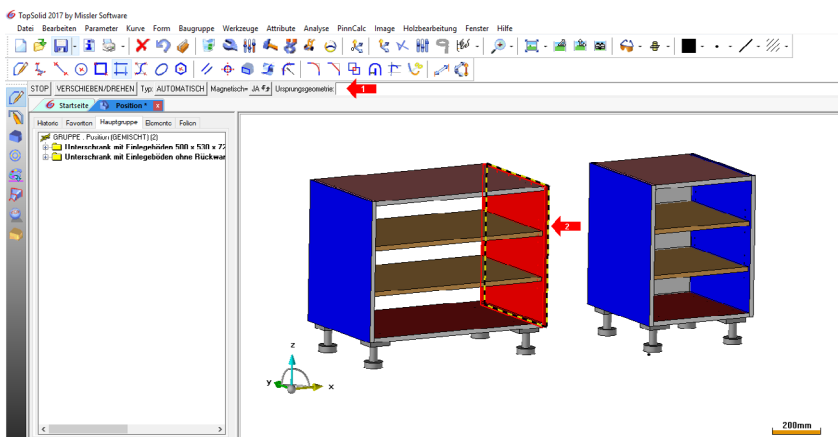 TopSolid 2017 by Missler Software
Datei Bearbeiten Parameter Kurve Form Baugruppe Werkzeuge Attribute Analyse PinnCalc Image Holzbearbeitung Fenster Hilfe
STOP VERSCHIEBEN/DREHEN Typ: AUTOMATISCH Magnetisch= JA Ursprungsgeometrie: 1
Startseite Position * x
Historie Favoriten Hauptgruppe Elemente Folien
GRUPPE : Position (GEMISCHT) (2)
Unterschrank mit Einlegeböden 500 x 530 x 72
Unterschrank mit Einlegeböden ohne Rückwar
2
z
y
x
200mm